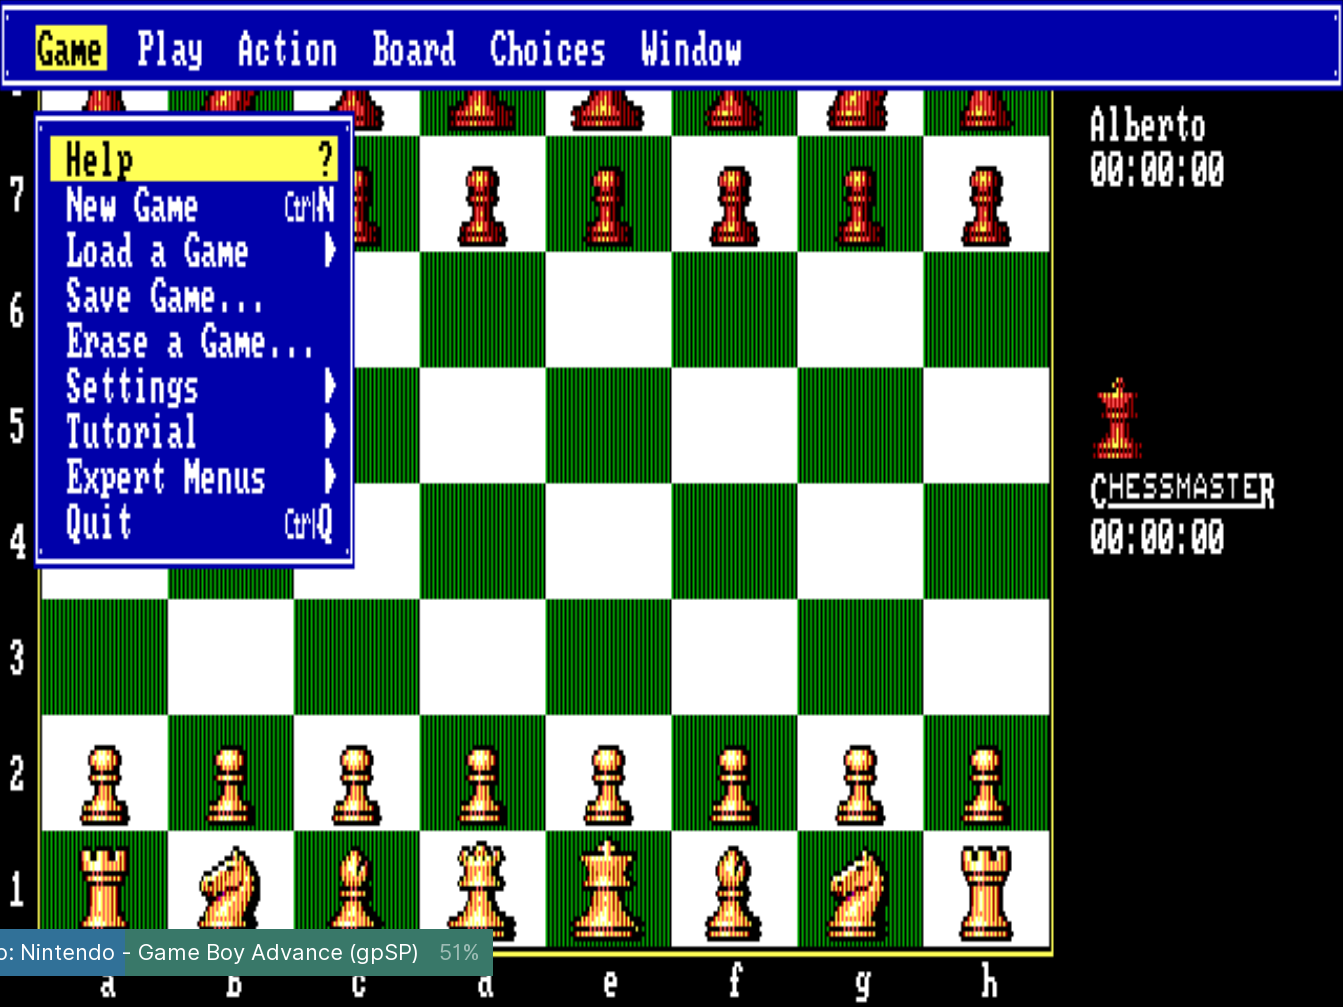 Game Play Action Board Choices Window
Help ?
New Game CtrlN
Load a Game
Save Game...
Erase a Game...
Settings
Tutorial
Expert Menus
Quit CtrlQ
Alberto
00:00:00
CHESSMASTER
00:00:00
7
6
5
4
3
2
1
a b c d e f g h
o: Nintendo - Game Boy Advance (gpSP) 51%